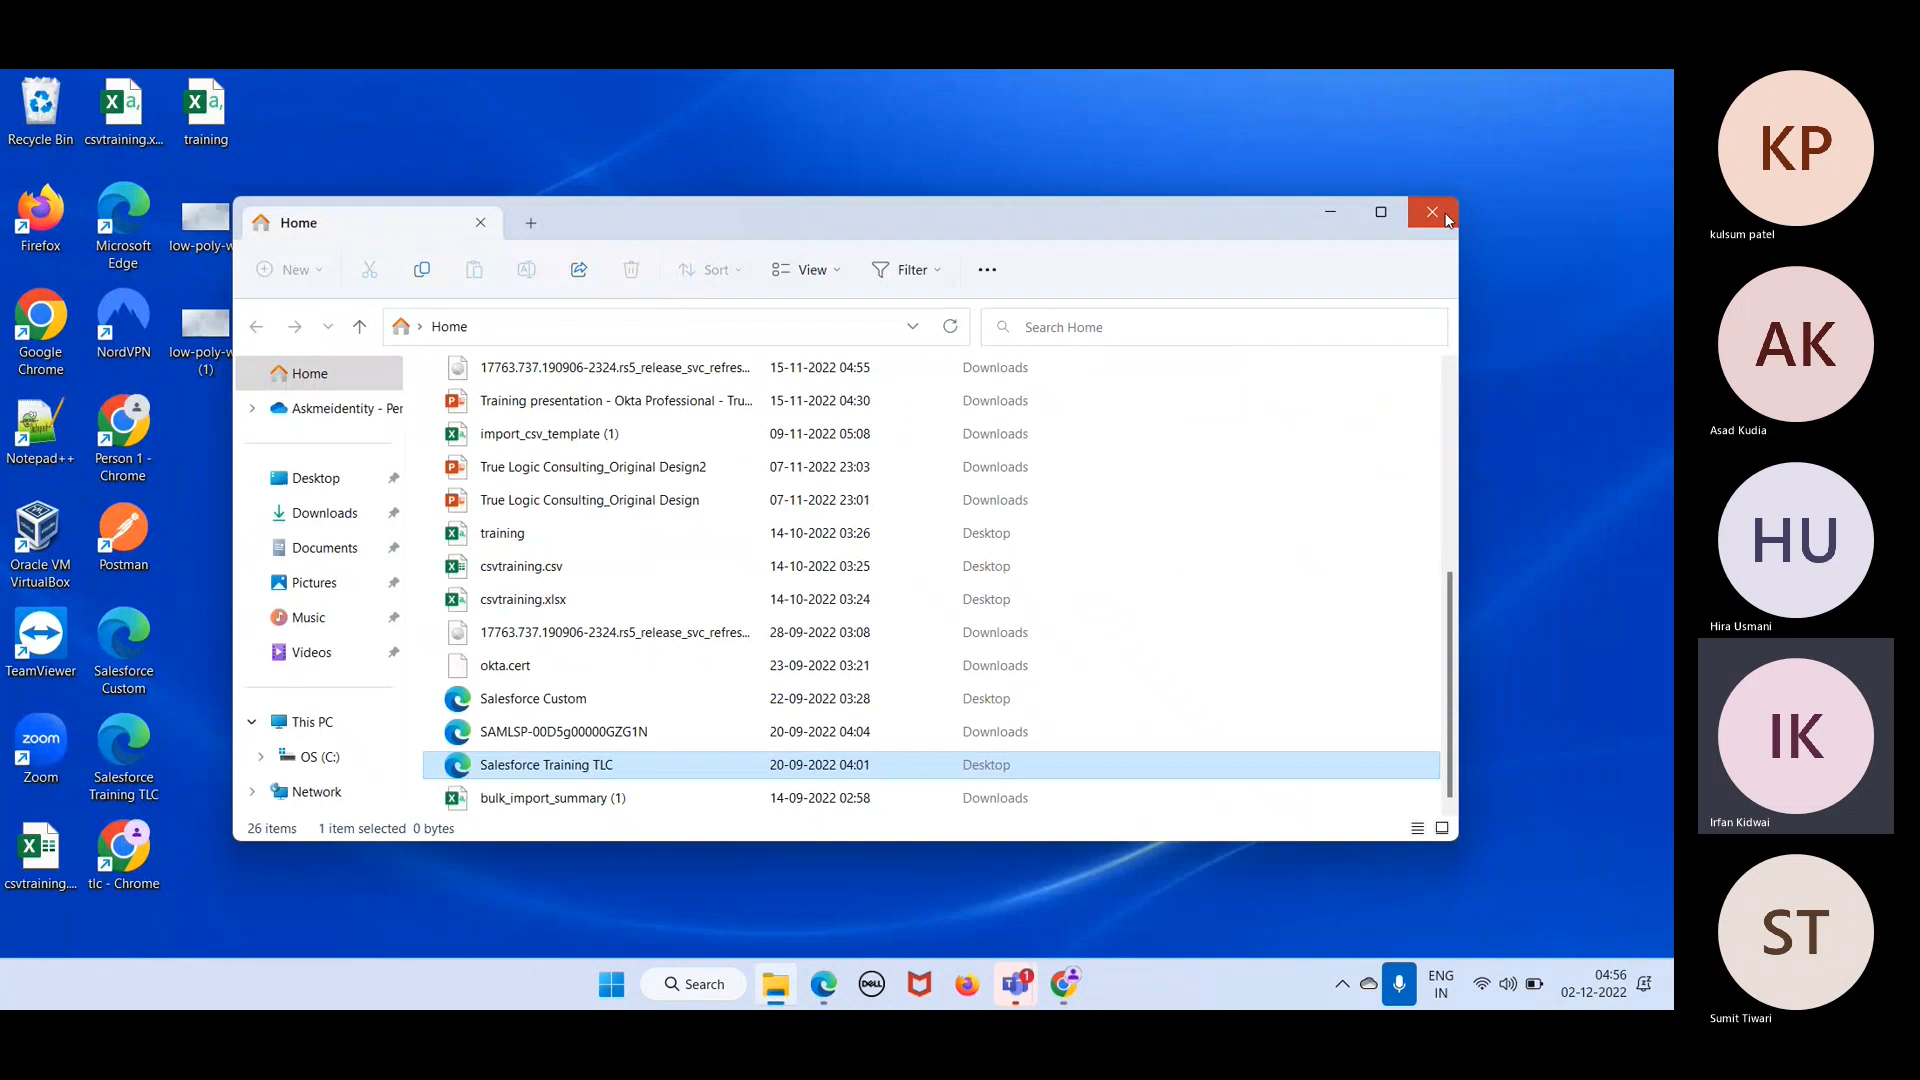 Recycle Bin
csvtraining.x...
training
Firefox
Microsoft
Edge
low-poly-w
Google
Chrome
NordVPN
low-poly-w
(1)
Notepad++
Person 1 -
Chrome
Oracle VM
VirtualBox
Postman
TeamViewer
Salesforce
Custom
zoom
Zoom
Salesforce
Training TLC
csvtraining....
tlc - Chrome
Home
New
Sort
View
Filter
Home
Search Home
Home
Askmeidentity - Per
Desktop
Downloads
Documents
Pictures
Music
Videos
This PC
OS (C:)
Network
17763.737.190906-2324.rs5_release_svc_refres... 15-11-2022 04:55 Downloads
Training presentation - Okta Professional - Tru... 15-11-2022 04:30 Downloads
import_csv_template (1) 09-11-2022 05:08 Downloads
True Logic Consulting_Original Design2 07-11-2022 23:03 Downloads
True Logic Consulting_Original Design 07-11-2022 23:01 Downloads
training 14-10-2022 03:26 Desktop
csvtraining.csv 14-10-2022 03:25 Desktop
csvtraining.xlsx 14-10-2022 03:24 Desktop
17763.737.190906-2324.rs5_release_svc_refres... 28-09-2022 03:08 Downloads
okta.cert 23-09-2022 03:21 Downloads
Salesforce Custom 22-09-2022 03:28 Desktop
SAMLSP-00D5g00000GZG1N 20-09-2022 04:04 Downloads
Salesforce Training TLC 20-09-2022 04:01 Desktop
bulk_import_summary (1) 14-09-2022 02:58 Downloads
26 items 1 item selected 0 bytes
Search
DELL
1
ENG
IN
04:56
02-12-2022
KP
kulsum patel
AK
Asad Kudia
HU
Hira Usmani
IK
Irfan Kidwai
ST
Sumit Tiwari